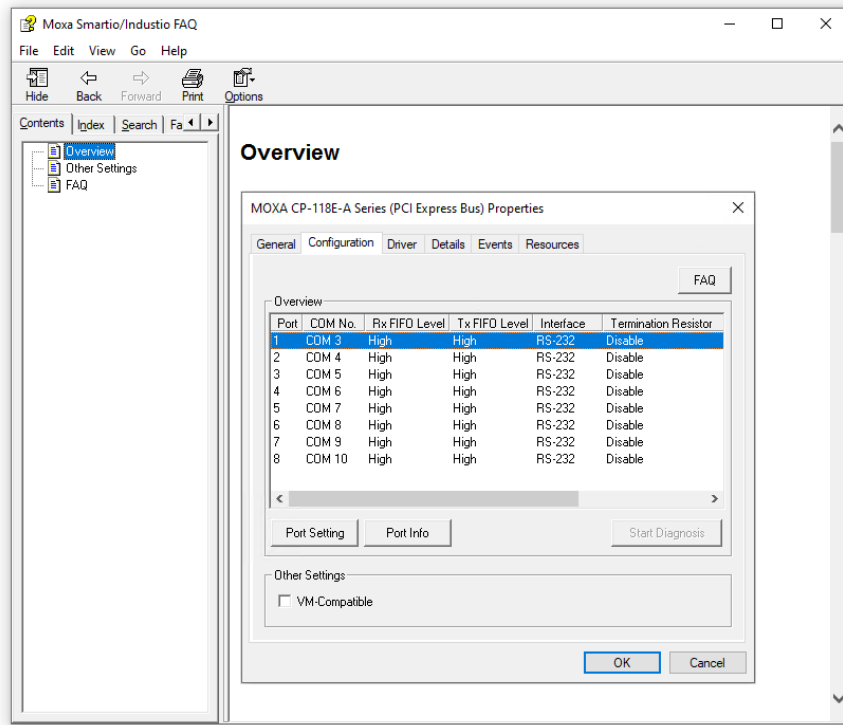 Moxa Smartio/Industio FAQ
File Edit View Go Help
Hide Back Forward Print Options
Contents Index Search Fa
Overview
Other Settings
FAQ
Overview
MOXA CP-118E-A Series (PCI Express Bus) Properties
General Configuration Driver Details Events Resources
FAQ
Overview
Port COM No. Rx FIFO Level Tx FIFO Level Interface Termination Resistor
1 COM 3 High High RS-232 Disable
2 COM 4 High High RS-232 Disable
3 COM 5 High High RS-232 Disable
4 COM 6 High High RS-232 Disable
5 COM 7 High High RS-232 Disable
6 COM 8 High High RS-232 Disable
7 COM 9 High High RS-232 Disable
8 COM 10 High High RS-232 Disable
Port Setting Port Info Start Diagnosis
Other Settings
VM-Compatible
OK Cancel